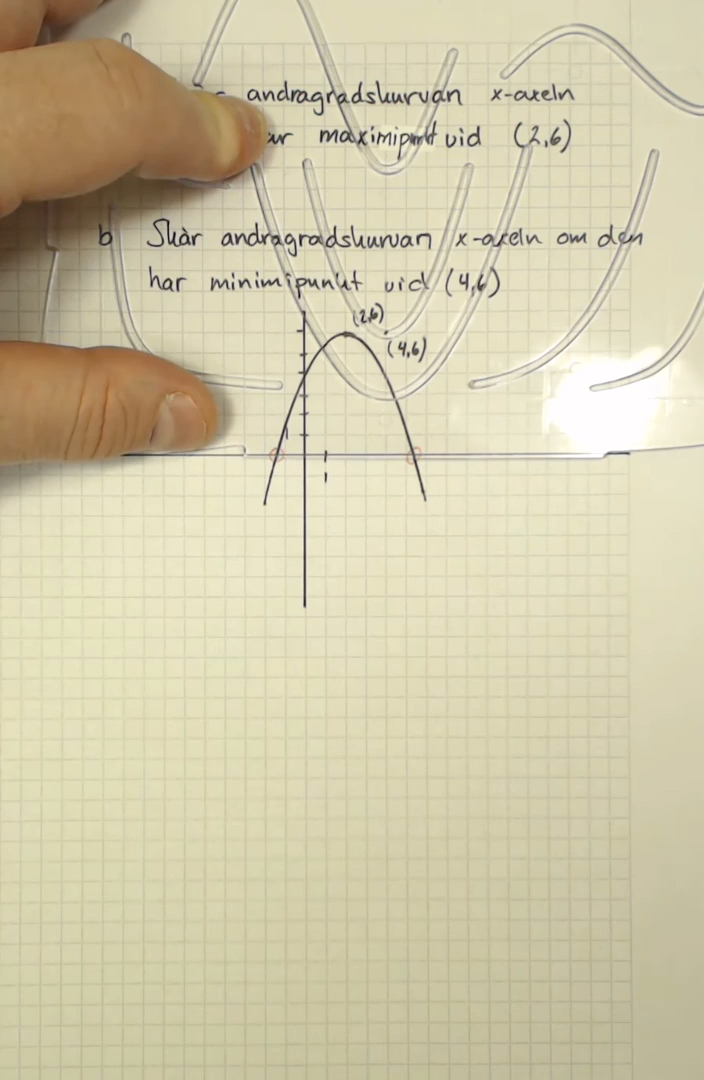 andragradskurvan x-axeln
maximipunkt vid (2,6)
b Skär andragradskurvan x-axeln om den
har minimipunkt vid (4,6)
(2,6)
(4,6)